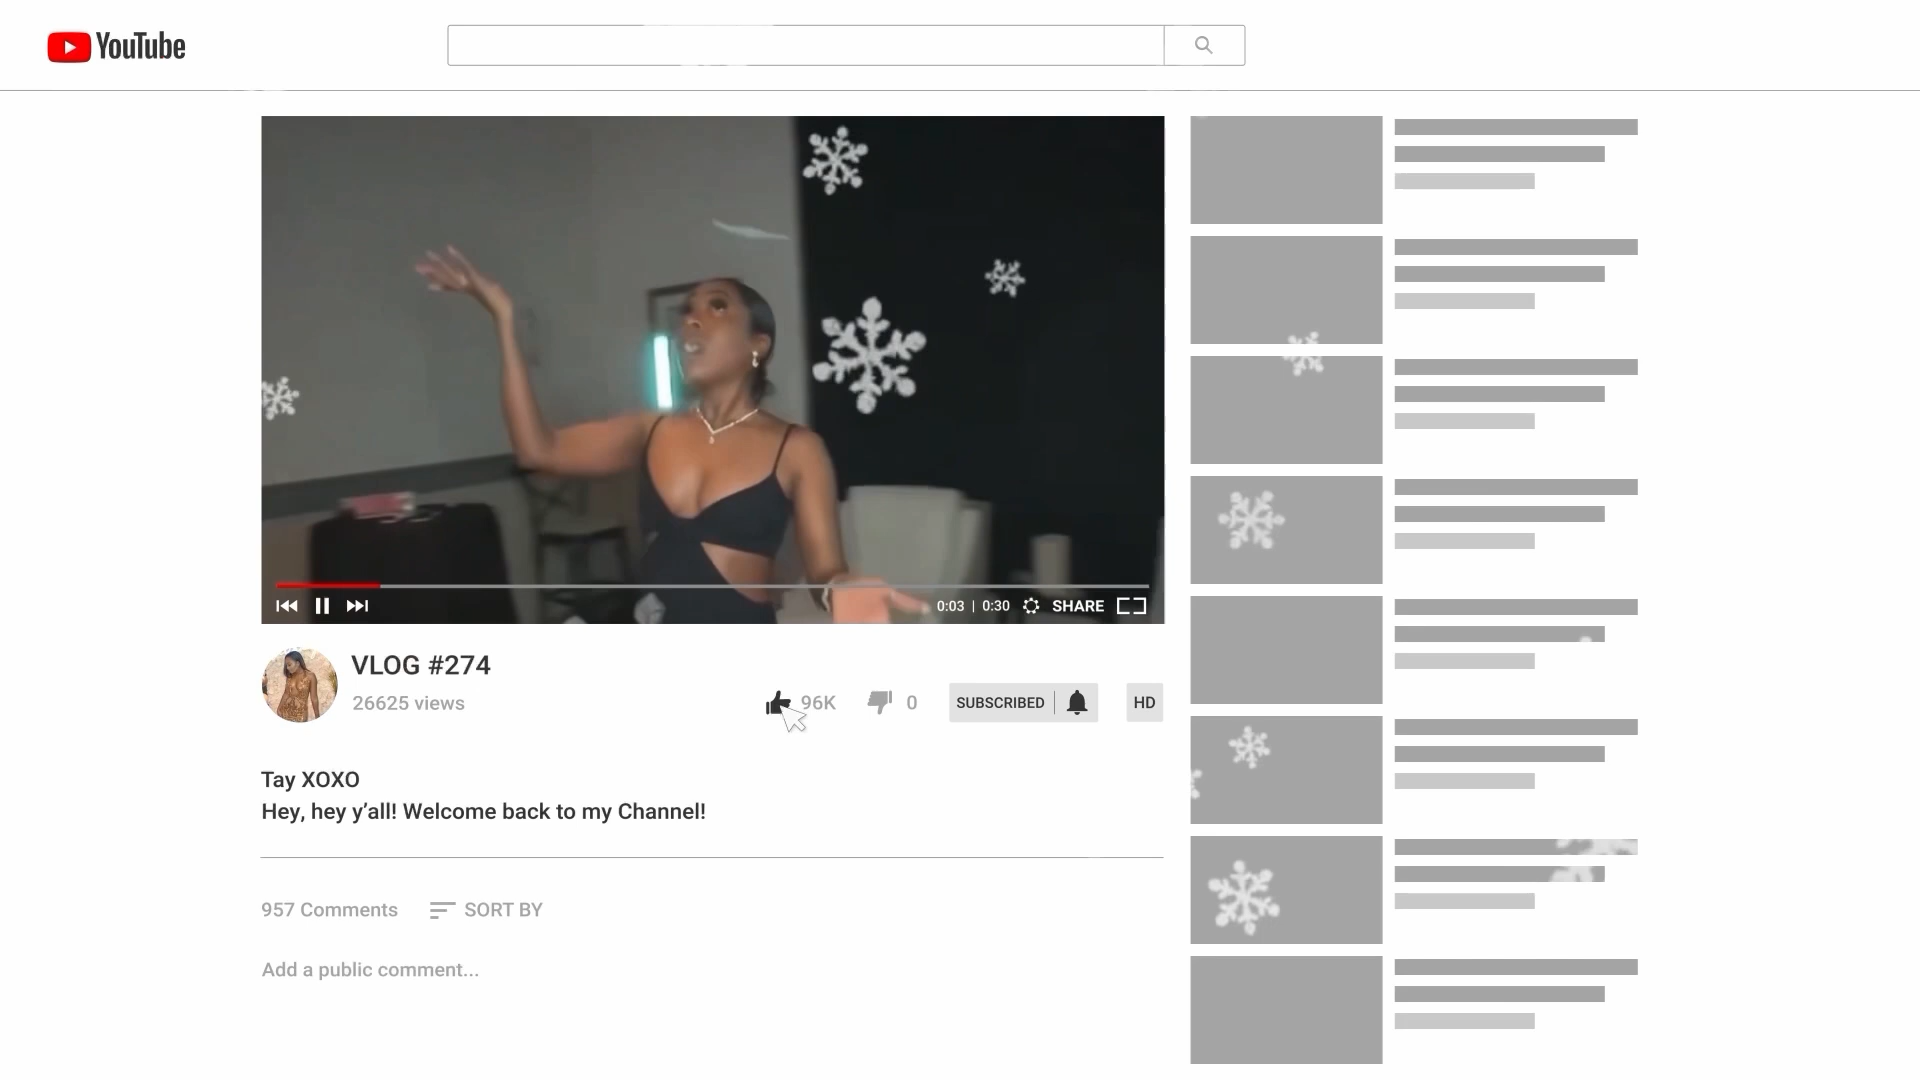 YouTube
0:03 | 0:30 SHARE
VLOG #274
26625 views
96K 0 SUBSCRIBED HD
Tay XOXO
Hey, hey y’all! Welcome back to my Channel!
957 Comments SORT BY
Add a public comment...